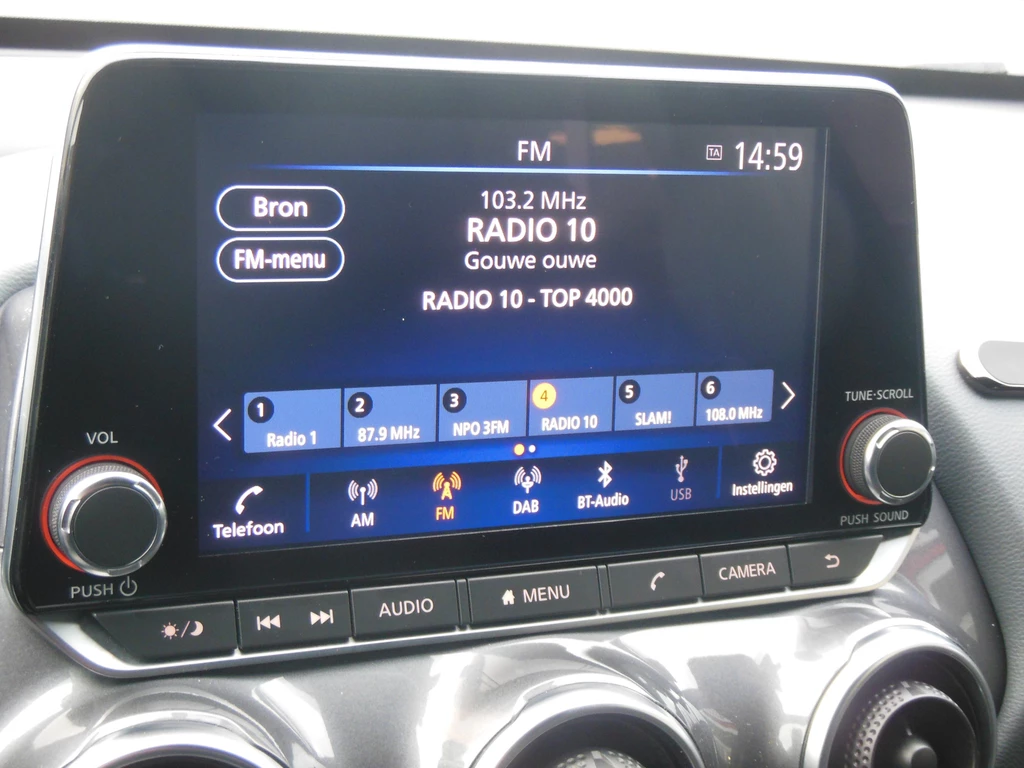 FM
TA 14:59
Bron
103.2 MHz
RADIO 10
FM-menu
Gouwe ouwe
RADIO 10 - TOP 4000
1 Radio 1
2 87.9 MHz
3 NPO 3FM
4 RADIO 10
5 SLAM!
6 108.0 MHz
Telefoon
AM
FM
DAB
BT-Audio
USB
Instellingen
VOL
PUSH
TUNE·SCROLL
PUSH SOUND
AUDIO
MENU
CAMERA